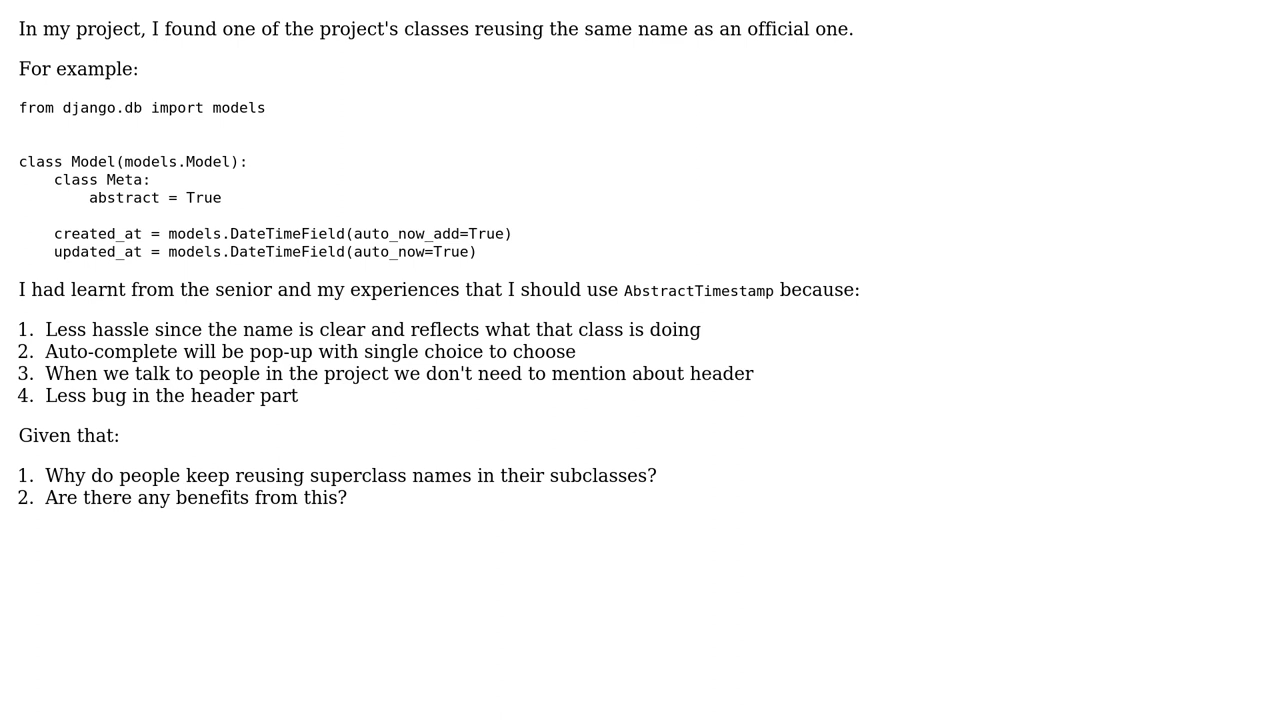 In my project, I found one of the project's classes reusing the same name as an official one.
For example:
from django.db import models
class Model(models.Model):
    class Meta:
        abstract = True
    created_at = models.DateTimeField(auto_now_add=True)
    updated_at = models.DateTimeField(auto_now=True)
I had learnt from the senior and my experiences that I should use AbstractTimestamp because:
1. Less hassle since the name is clear and reflects what that class is doing
2. Auto-complete will be pop-up with single choice to choose
3. When we talk to people in the project we don't need to mention about header
4. Less bug in the header part
Given that:
1. Why do people keep reusing superclass names in their subclasses?
2. Are there any benefits from this?